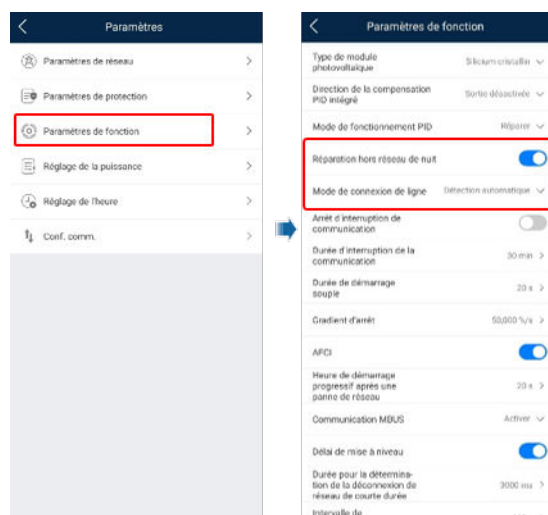 Paramètres
Paramètres de réseau
Paramètres de protection
Paramètres de fonction
Réglage de la puissance
Réglage de l'heure
Conf. comm.
Paramètres de fonction
Type de module
photovoltaïque
Silicium cristallin
Direction de la compensation
PID intégré
Sortie désactivée
Mode de fonctionnement PID
Réparer
Réparation hors réseau de nuit
Mode de connexion de ligne
Détection automatique
Arrêt d'interruption de
communication
Durée d'interruption de la
communication
30 min
Durée de démarrage
souple
20 s
Gradient d'arrêt
50,000 %/s
AFCI
Heure de démarrage
progressif après une
panne de réseau
20 s
Communication MBUS
Activer
Délai de mise à niveau
Durée pour la détermina-
tion de la déconnexion de
réseau de courte durée
3000 ms
Intervalle de